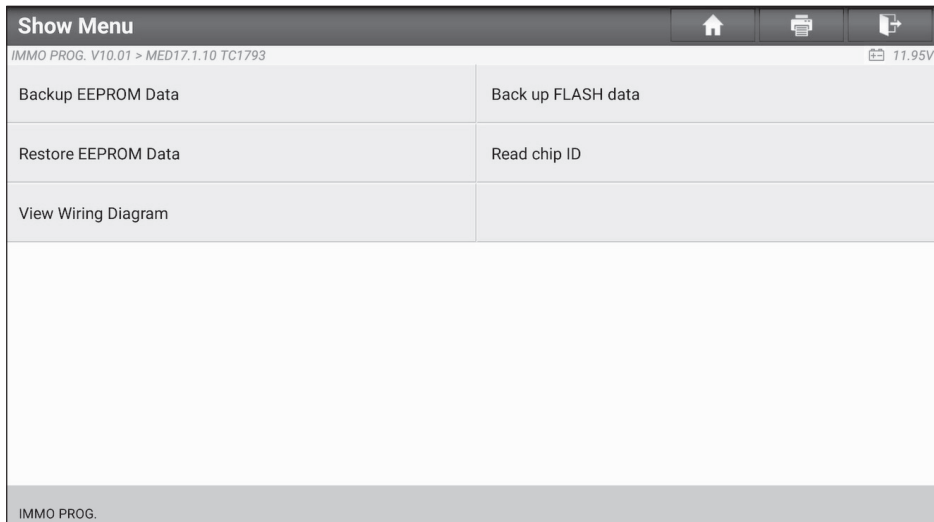 Show Menu
IMMO PROG. V10.01 > MED17.1.10 TC1793
11.95V
Backup EEPROM Data
Back up FLASH data
Restore EEPROM Data
Read chip ID
View Wiring Diagram
IMMO PROG.